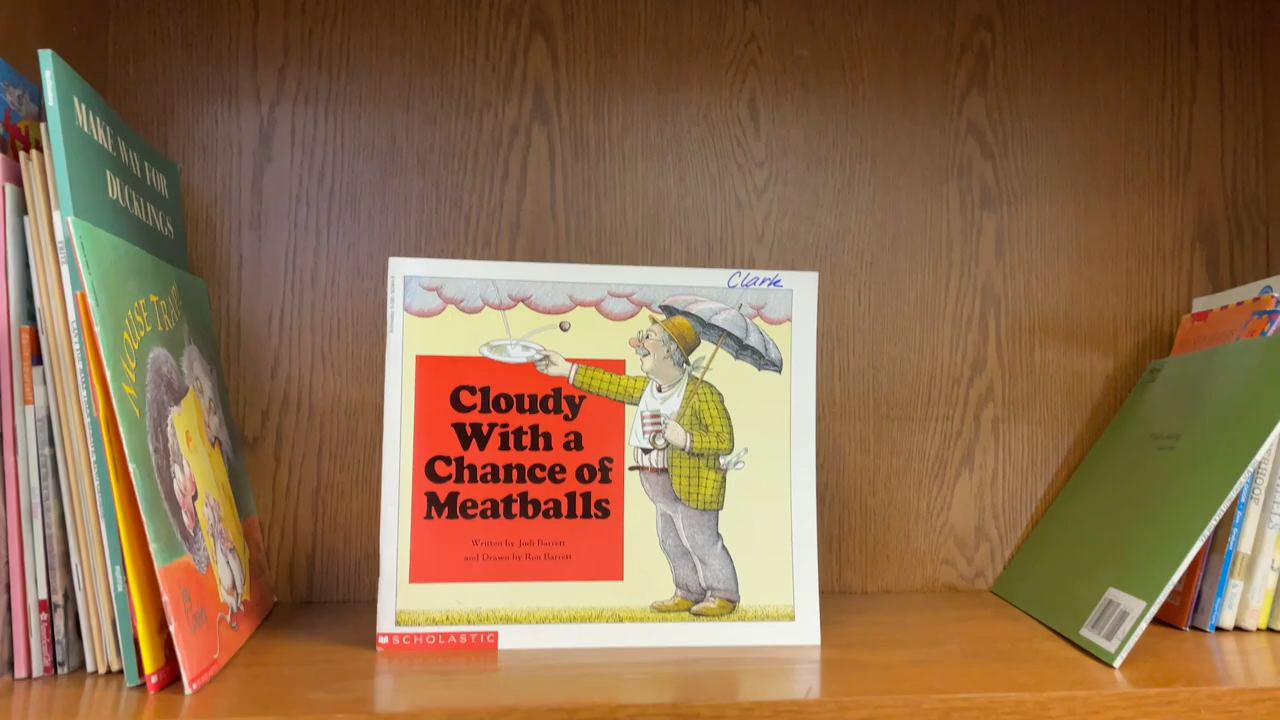 MAKE WAY FOR
DUCKLINGS
MOUSE TRAP
Clark
Cloudy
With a
Chance of
Meatballs
Written by Judi Barrett
and Drawn by Ron Barrett
SCHOLASTIC